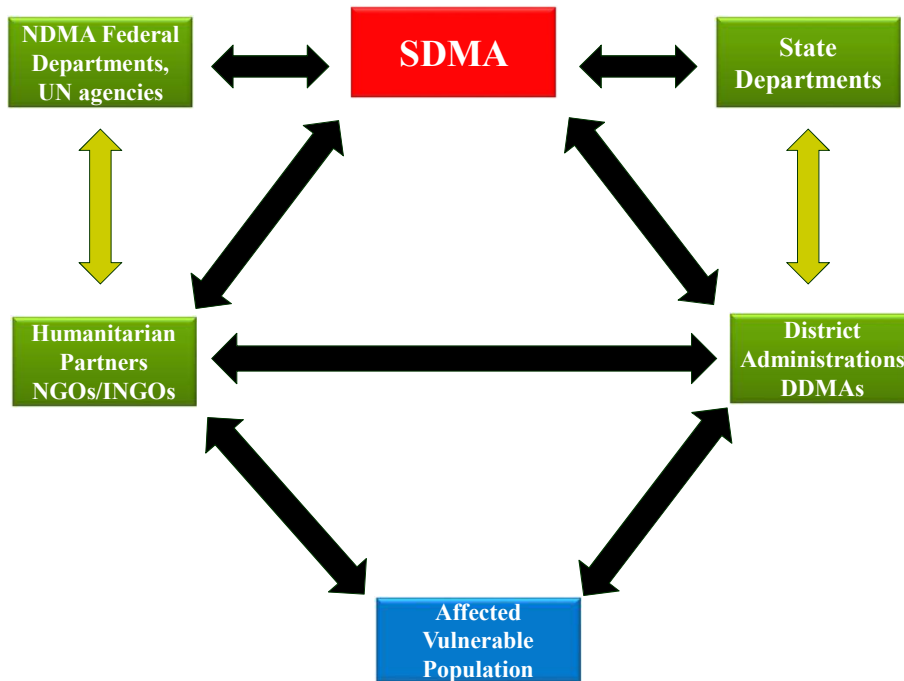 NDMA Federal
Departments,
UN agencies
SDMA
State
Departments
Humanitarian
Partners
NGOs/INGOs
District
Administrations
DDMAs
Affected
Vulnerable
Population